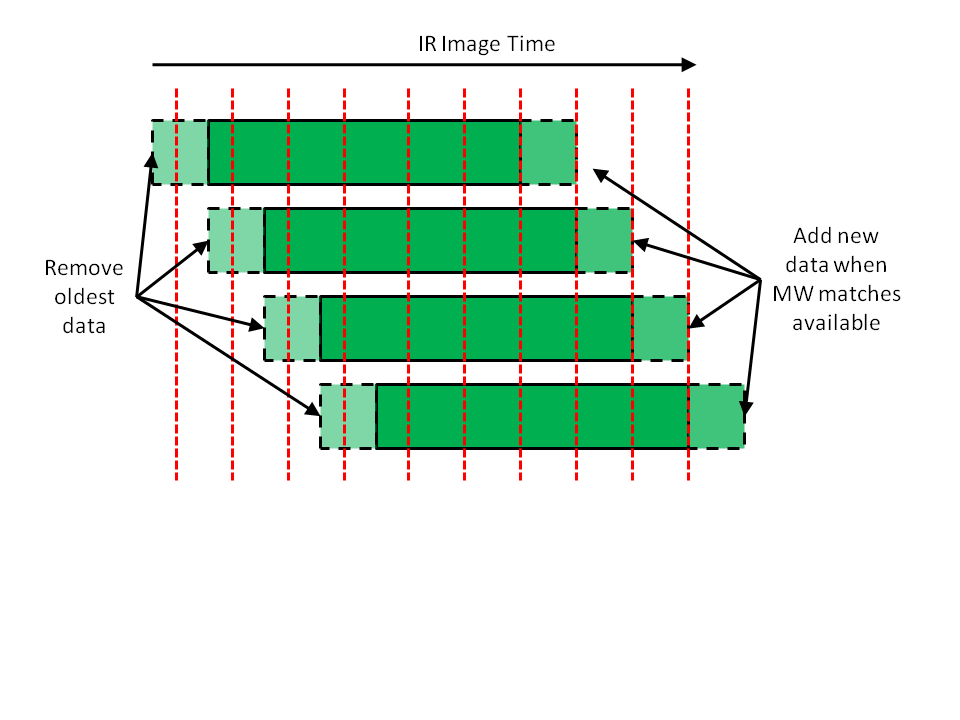 IR Image Time
Remove
oldest
data
Add new
data when
MW matches
available